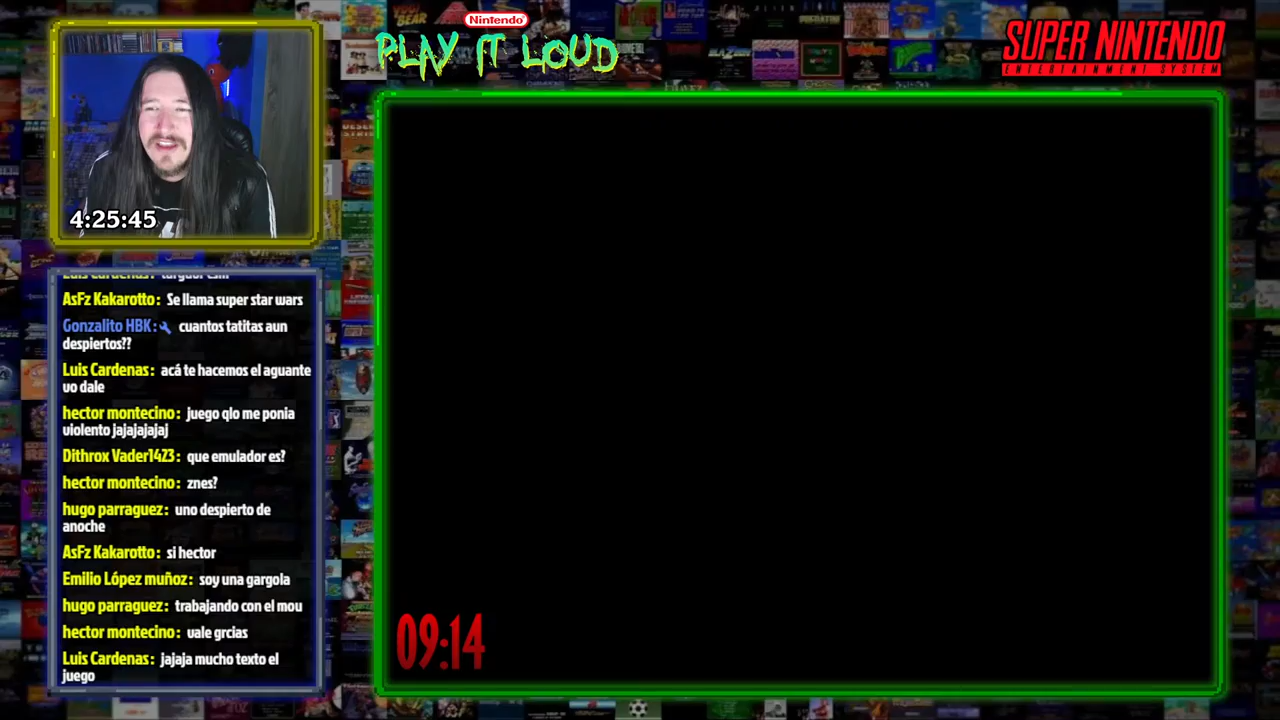 Nintendo
PLAY IT LOUD
SUPER NINTENDO
ENTERTAINMENT SYSTEM
4:25:45
AsFz Kakarotto: Se llama super star wars
Gonzalito HBK: cuantos tatitas aun
despiertos??
Luis Cardenas: acá te hacemos el aguante
vo dale
hector montecino: juego qlo me ponia
violento jajajajajaj
Dithrox Vader1423: que emulador es?
hector montecino: znes?
hugo parraguez: uno despierto de
anoche
AsFz Kakarotto: si hector
Emilio López muñoz: soy una gargola
hugo parraguez: trabajando con el mou
hector montecino: vale grcias
Luis Cardenas: jajaja mucho texto el
juego
09:14